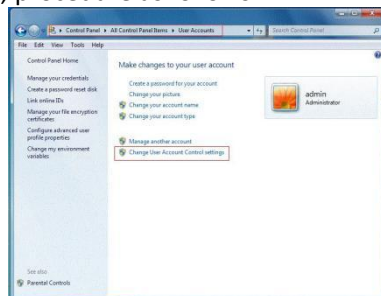 Control Panel ▸ All Control Panel Items ▸ User Accounts
Search Control Panel
File Edit View Tools Help
Control Panel Home
Manage your credentials
Create a password reset disk
Link online IDs
Manage your file encryption
certificates
Configure advanced user
profile properties
Change my environment
variables
See also
Parental Controls
Make changes to your user account
Create a password for your account
Change your picture
Change your account name
Change your account type
Manage another account
Change User Account Control settings
admin
Administrator